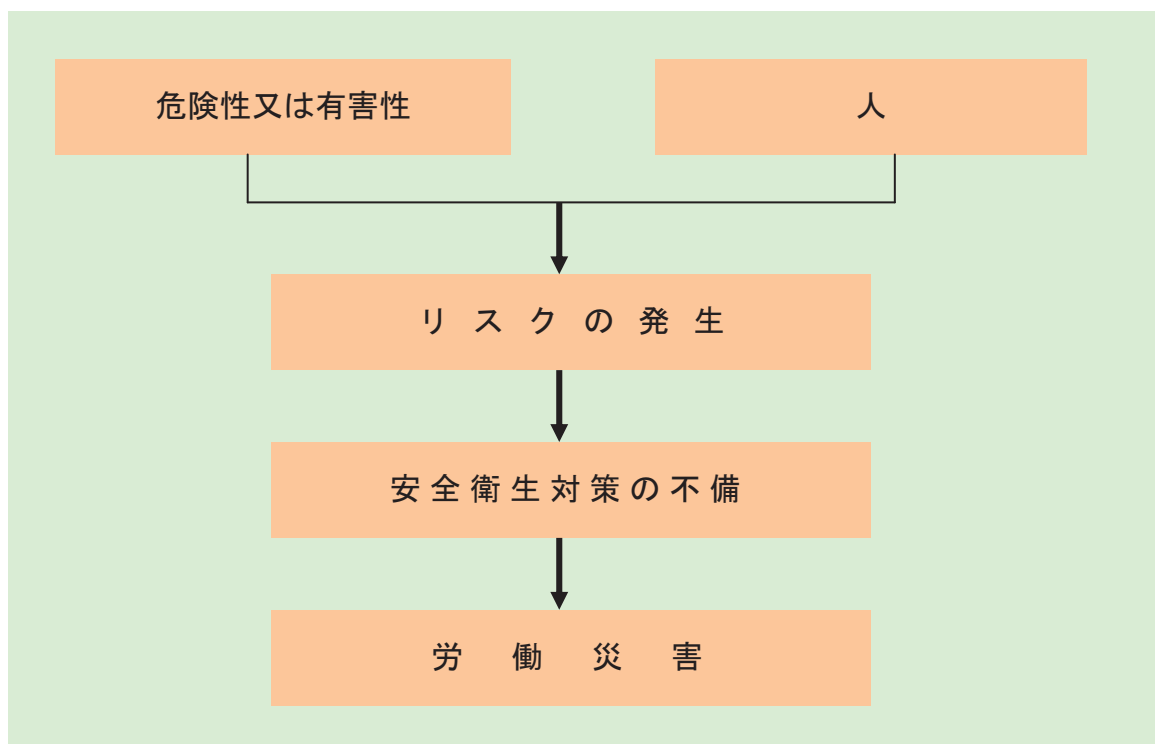 危険性又は有害性
人
リスクの発生
安全衛生対策の不備
労働災害